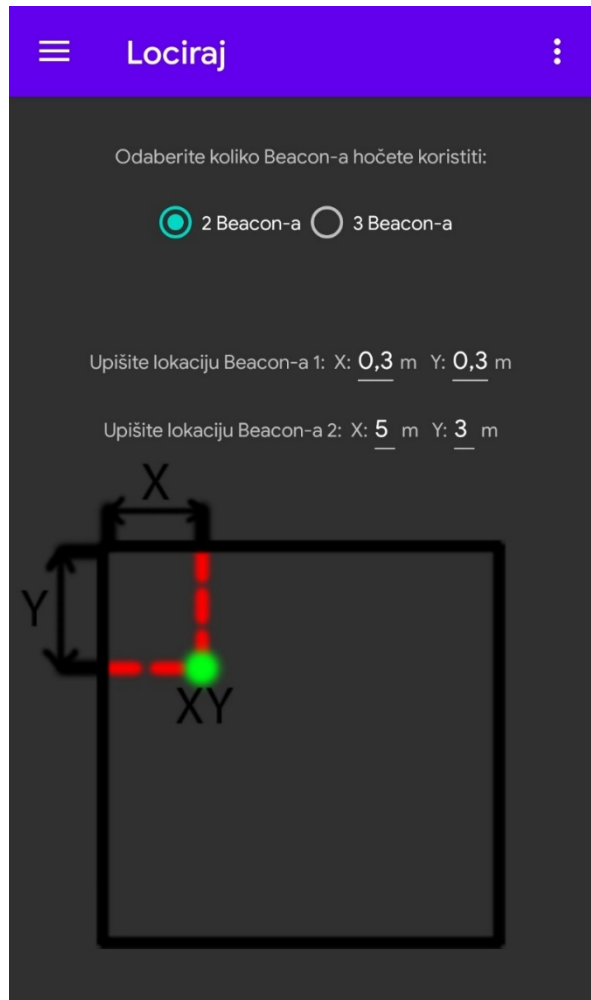 Lociraj
Odaberite koliko Beacon-a hočete koristiti:
2 Beacon-a 3 Beacon-a
Upišite lokaciju Beacon-a 1: X: 0,3 m Y: 0,3 m
Upišite lokaciju Beacon-a 2: X: 5 m Y: 3 m
X
Y
XY